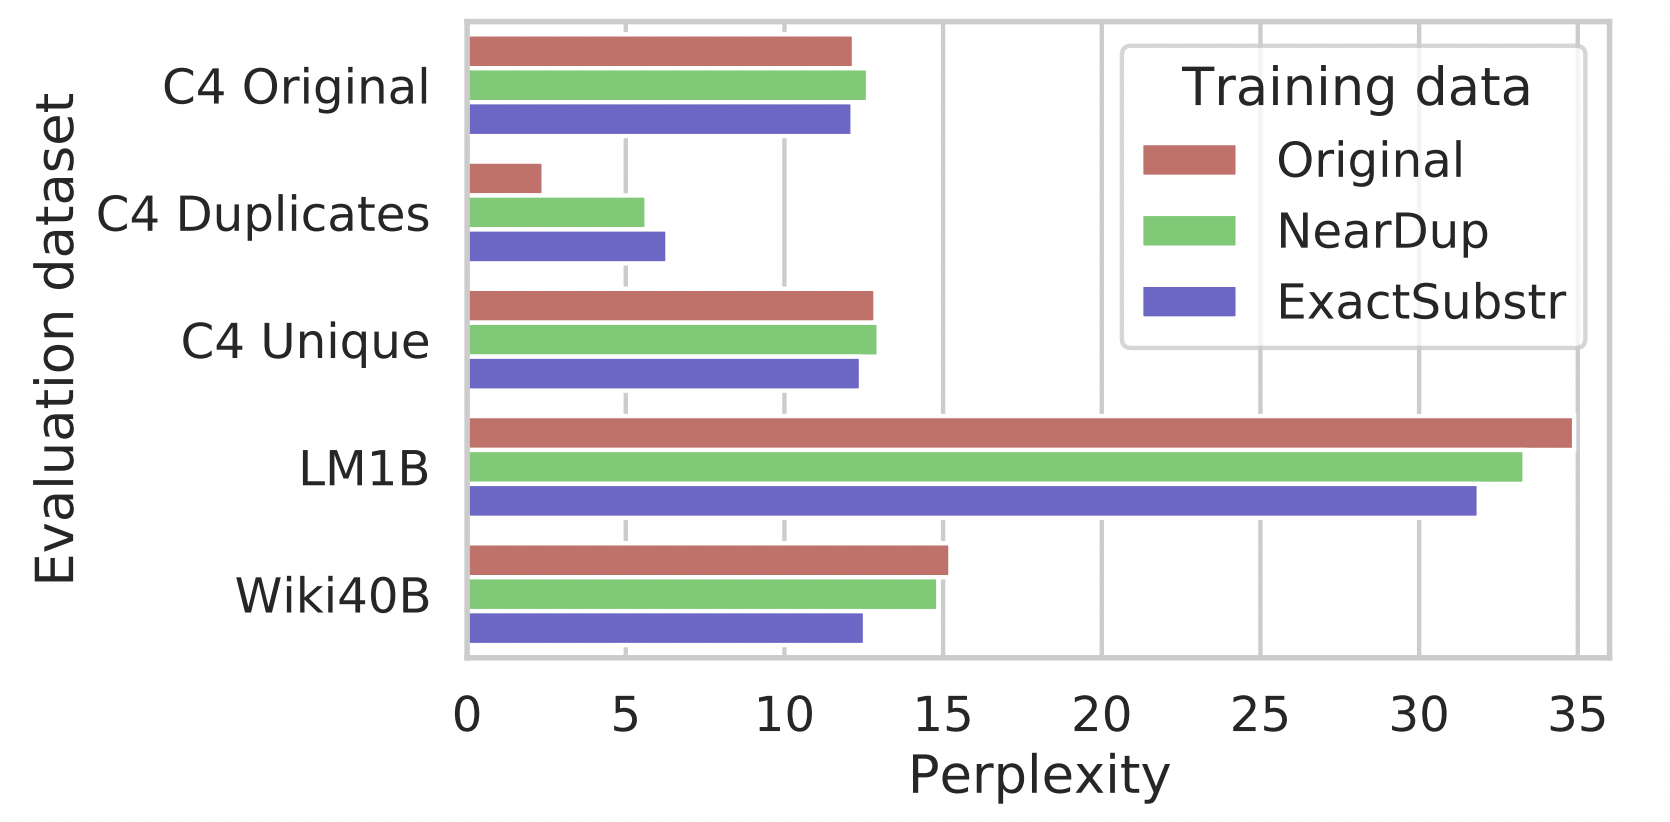 Evaluation dataset
C4 Original
C4 Duplicates
C4 Unique
LM1B
Wiki40B
Training data
Original
NearDup
ExactSubstr
0 5 10 15 20 25 30 35
Perplexity